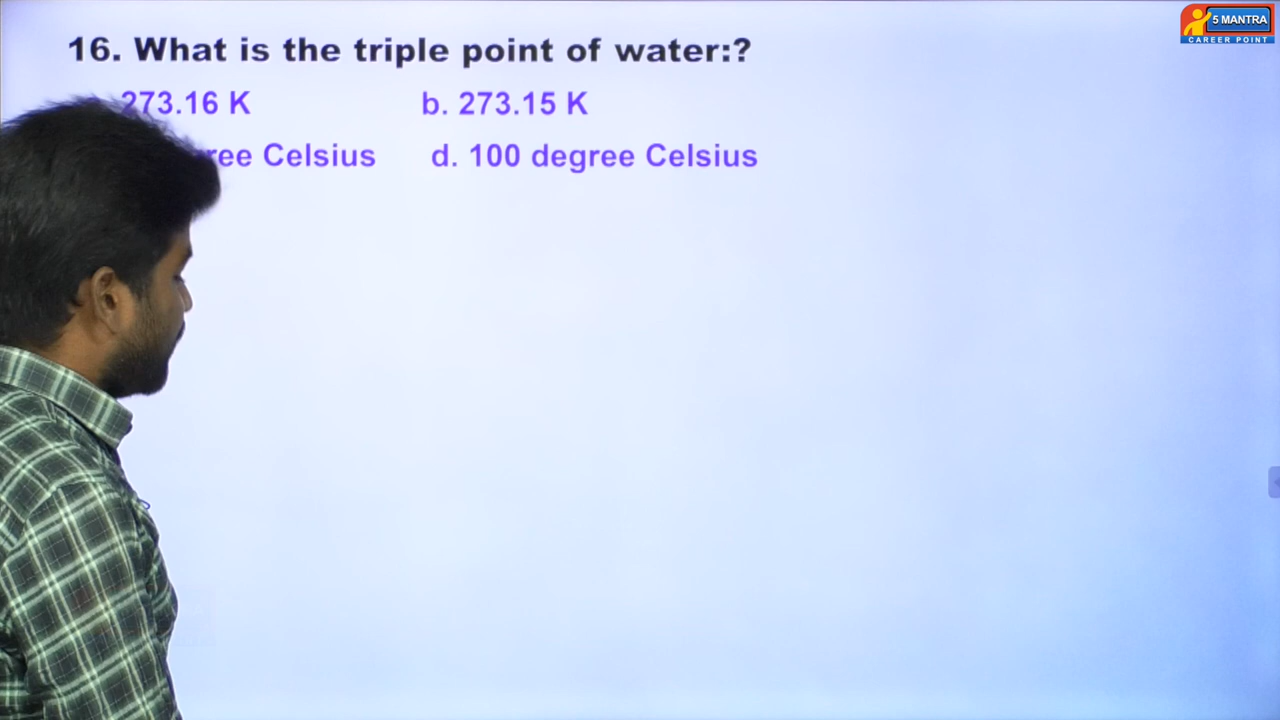 16. What is the triple point of water:?
273.16 K b. 273.15 K
Celsius d. 100 degree Celsius
5 MANTRA
CAREER POINT